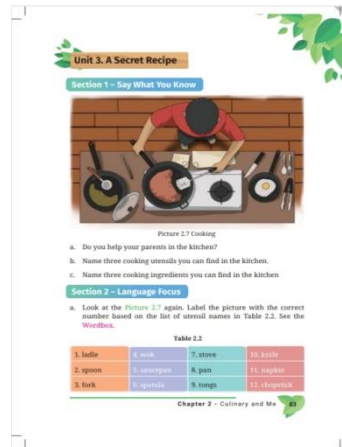 Unit 3. A Secret Recipe
Section 1 – Say What You Know
Picture 2.7 Cooking
a. Do you help your parents in the kitchen?
b. Name three cooking utensils you can find in the kitchen.
c. Name three cooking ingredients you can find in the kitchen
Section 2 – Language Focus
a. Look at the Picture 2.7 again. Label the picture with the correct
number based on the list of utensil names in Table 2.2. See the
Wordbox.
Table 2.2
1. ladle 4. wok 7. stove 10. knife
2. spoon 5. saucepan 8. pan 11. napkin
3. fork 6. spatula 9. tongs 12. chopstick
Chapter 2 - Culinary and Me 83